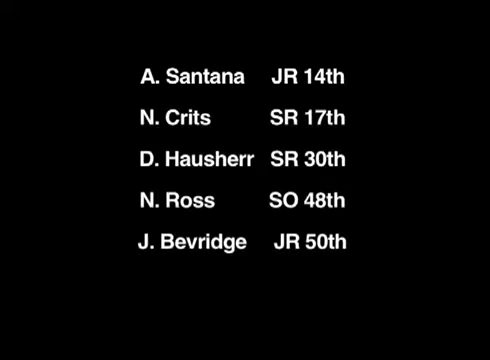 A. Santana JR 14th
N. Crits SR 17th
D. Hausherr SR 30th
N. Ross SO 48th
J. Bevridge JR 50th